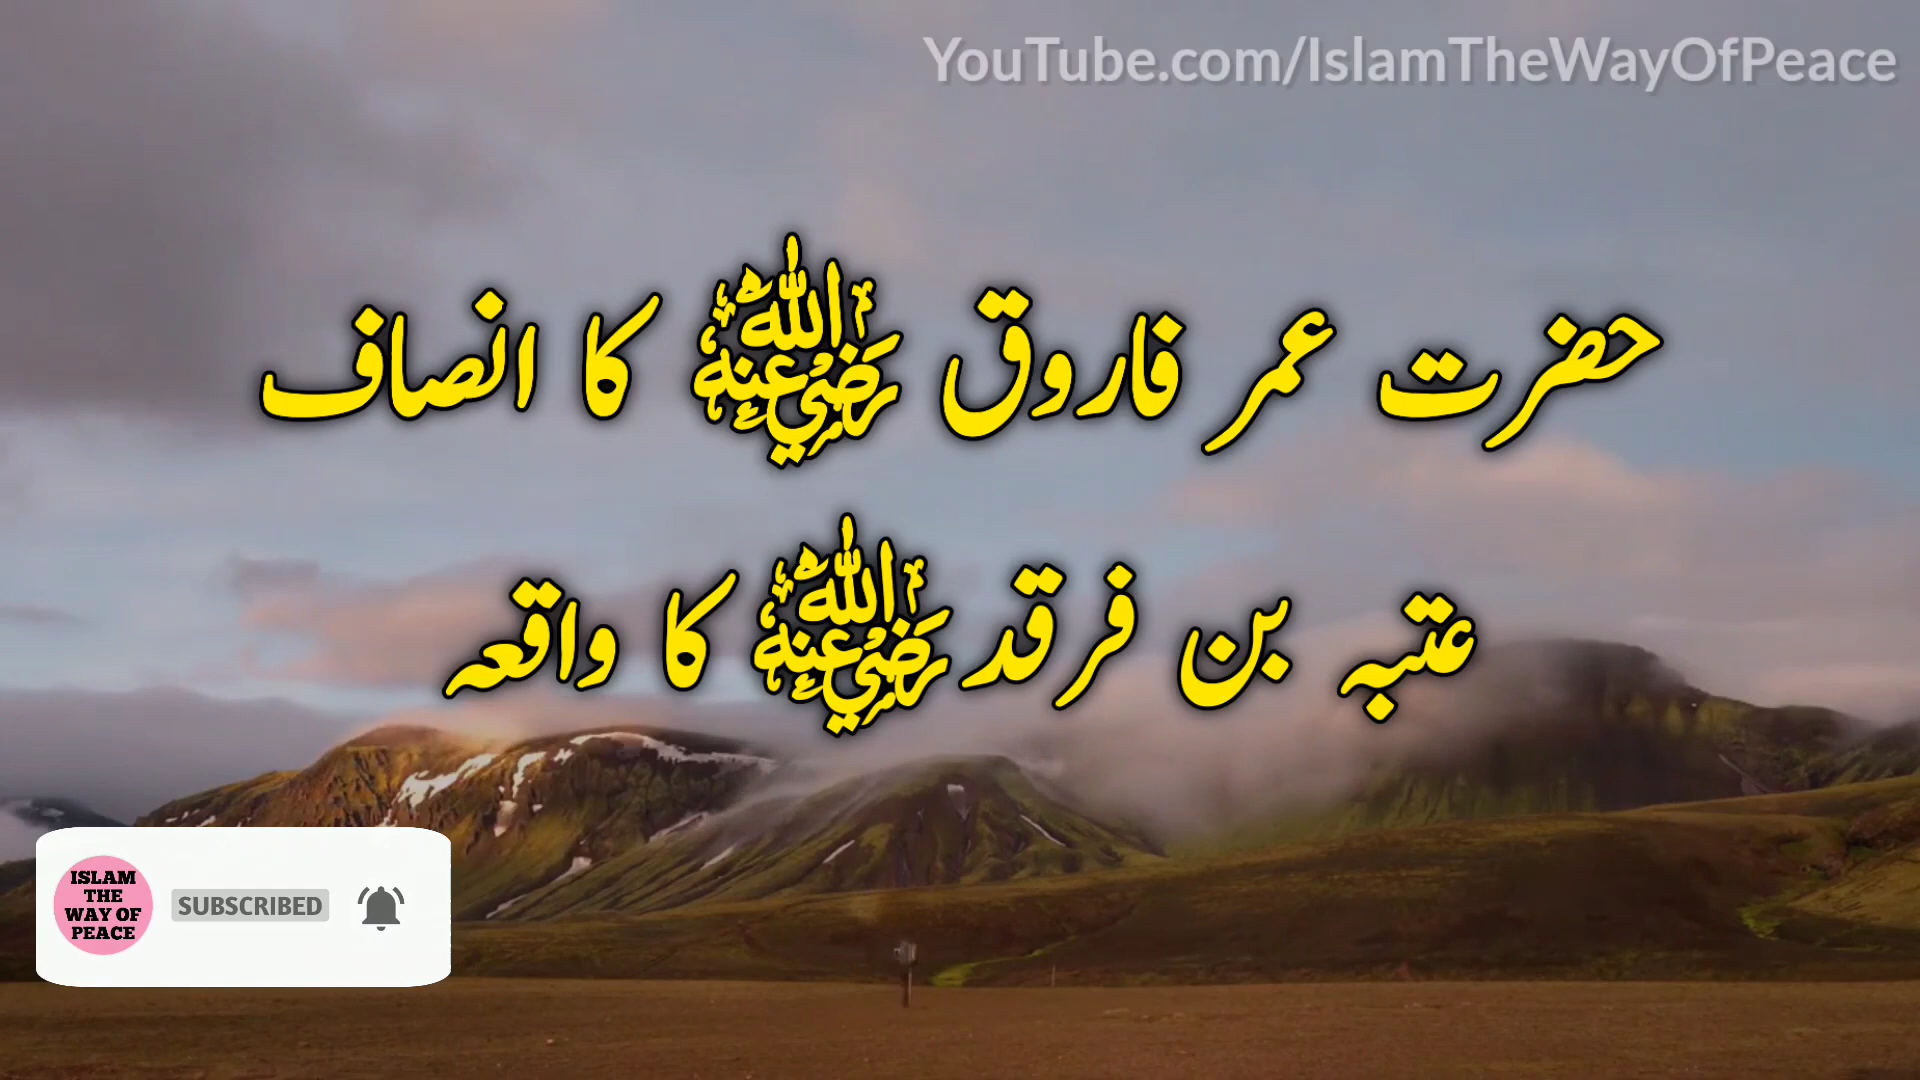 YouTube.com/IslamTheWayOfPeace
حضرت عمر فاروق رضي الله عنه کا انصاف
عتبہ بن فرقد رضي الله عنه کا واقعہ
ISLAM
THE
WAY OF
PEACE
SUBSCRIBED